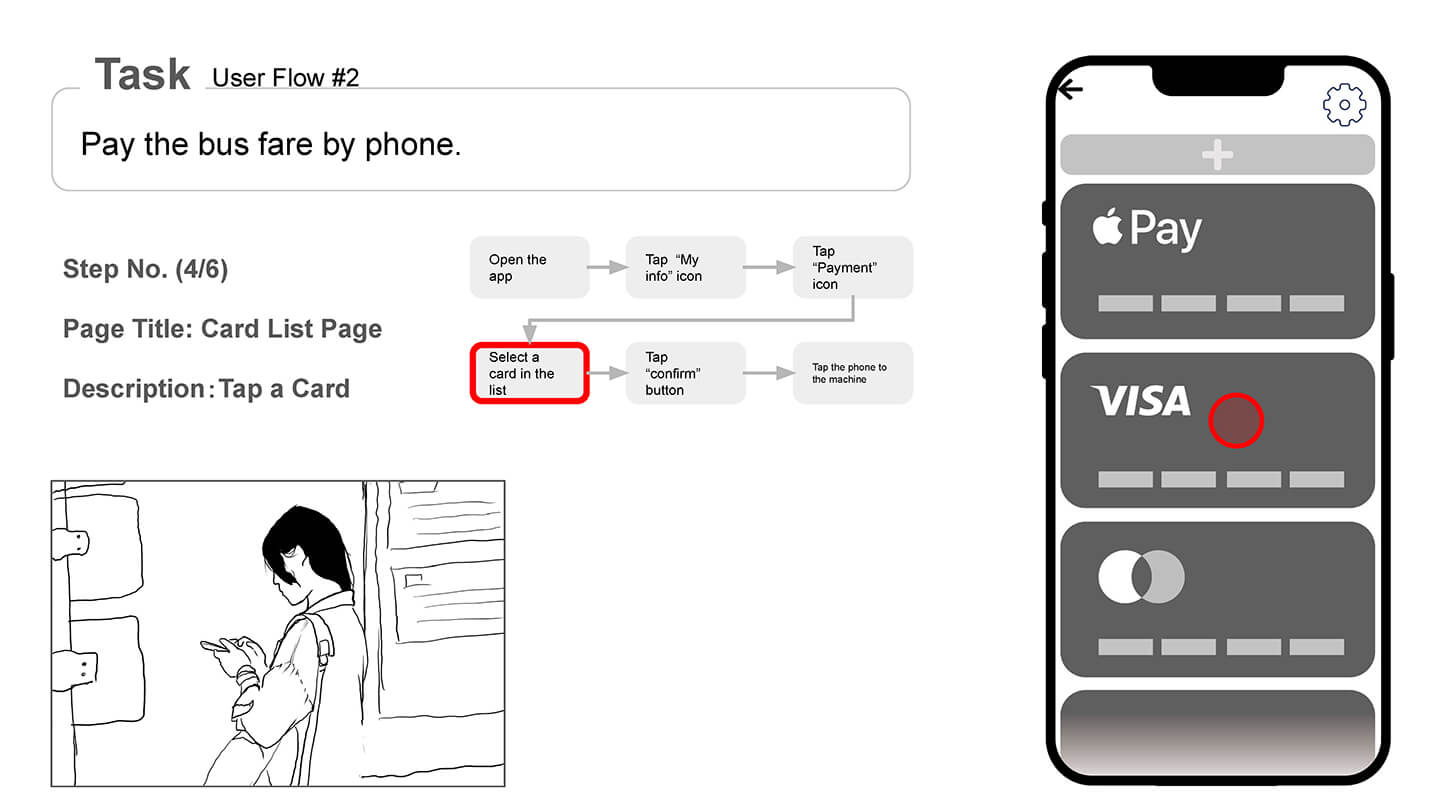 Task User Flow #2
Pay the bus fare by phone.
Step No. (4/6)
Page Title: Card List Page
Description:Tap a Card
Open the
app
Tap “My
info” icon
Tap
“Payment”
icon
Select a
card in the
list
Tap
“confirm”
button
Tap the phone to
the machine
Pay
VISA